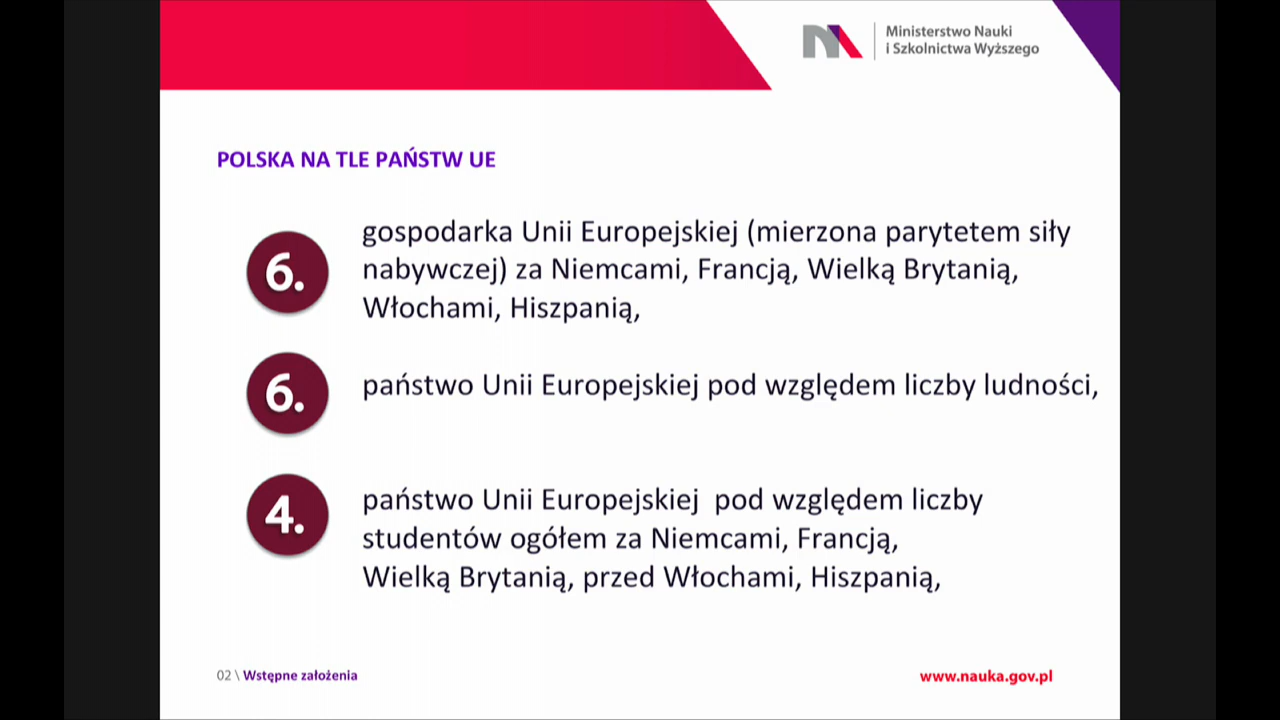 Ministerstwo Nauki
i Szkolnictwa Wyższego
POLSKA NA TLE PAŃSTW UE
6.
gospodarka Unii Europejskiej (mierzona parytetem siły
nabywczej) za Niemcami, Francją, Wielką Brytanią,
Włochami, Hiszpanią,
6.
państwo Unii Europejskiej pod względem liczby ludności,
4.
państwo Unii Europejskiej  pod względem liczby
studentów ogółem za Niemcami, Francją,
Wielką Brytanią, przed Włochami, Hiszpanią,
02 \ Wstępne założenia
www.nauka.gov.pl